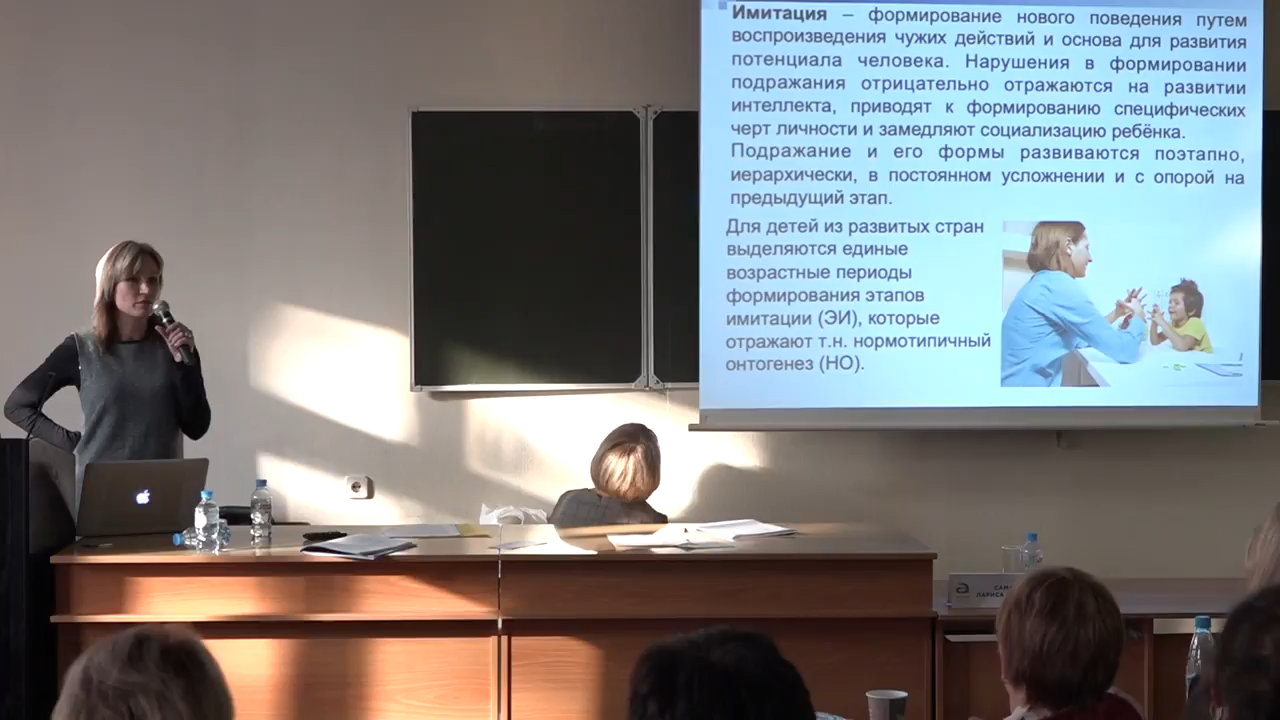 Имитация – формирование нового поведения путем
воспроизведения чужих действий и основа для развития
потенциала человека. Нарушения в формировании
подражания отрицательно отражаются на развитии
интеллекта, приводят к формированию специфических
черт личности и замедляют социализацию ребёнка.
Подражание и его формы развиваются поэтапно,
иерархически, в постоянном усложнении и с опорой на
предыдущий этап.
Для детей из развитых стран
выделяются единые
возрастные периоды
формирования этапов
имитации (ЭИ), которые
отражают т.н. нормотипичный
онтогенез (НО).